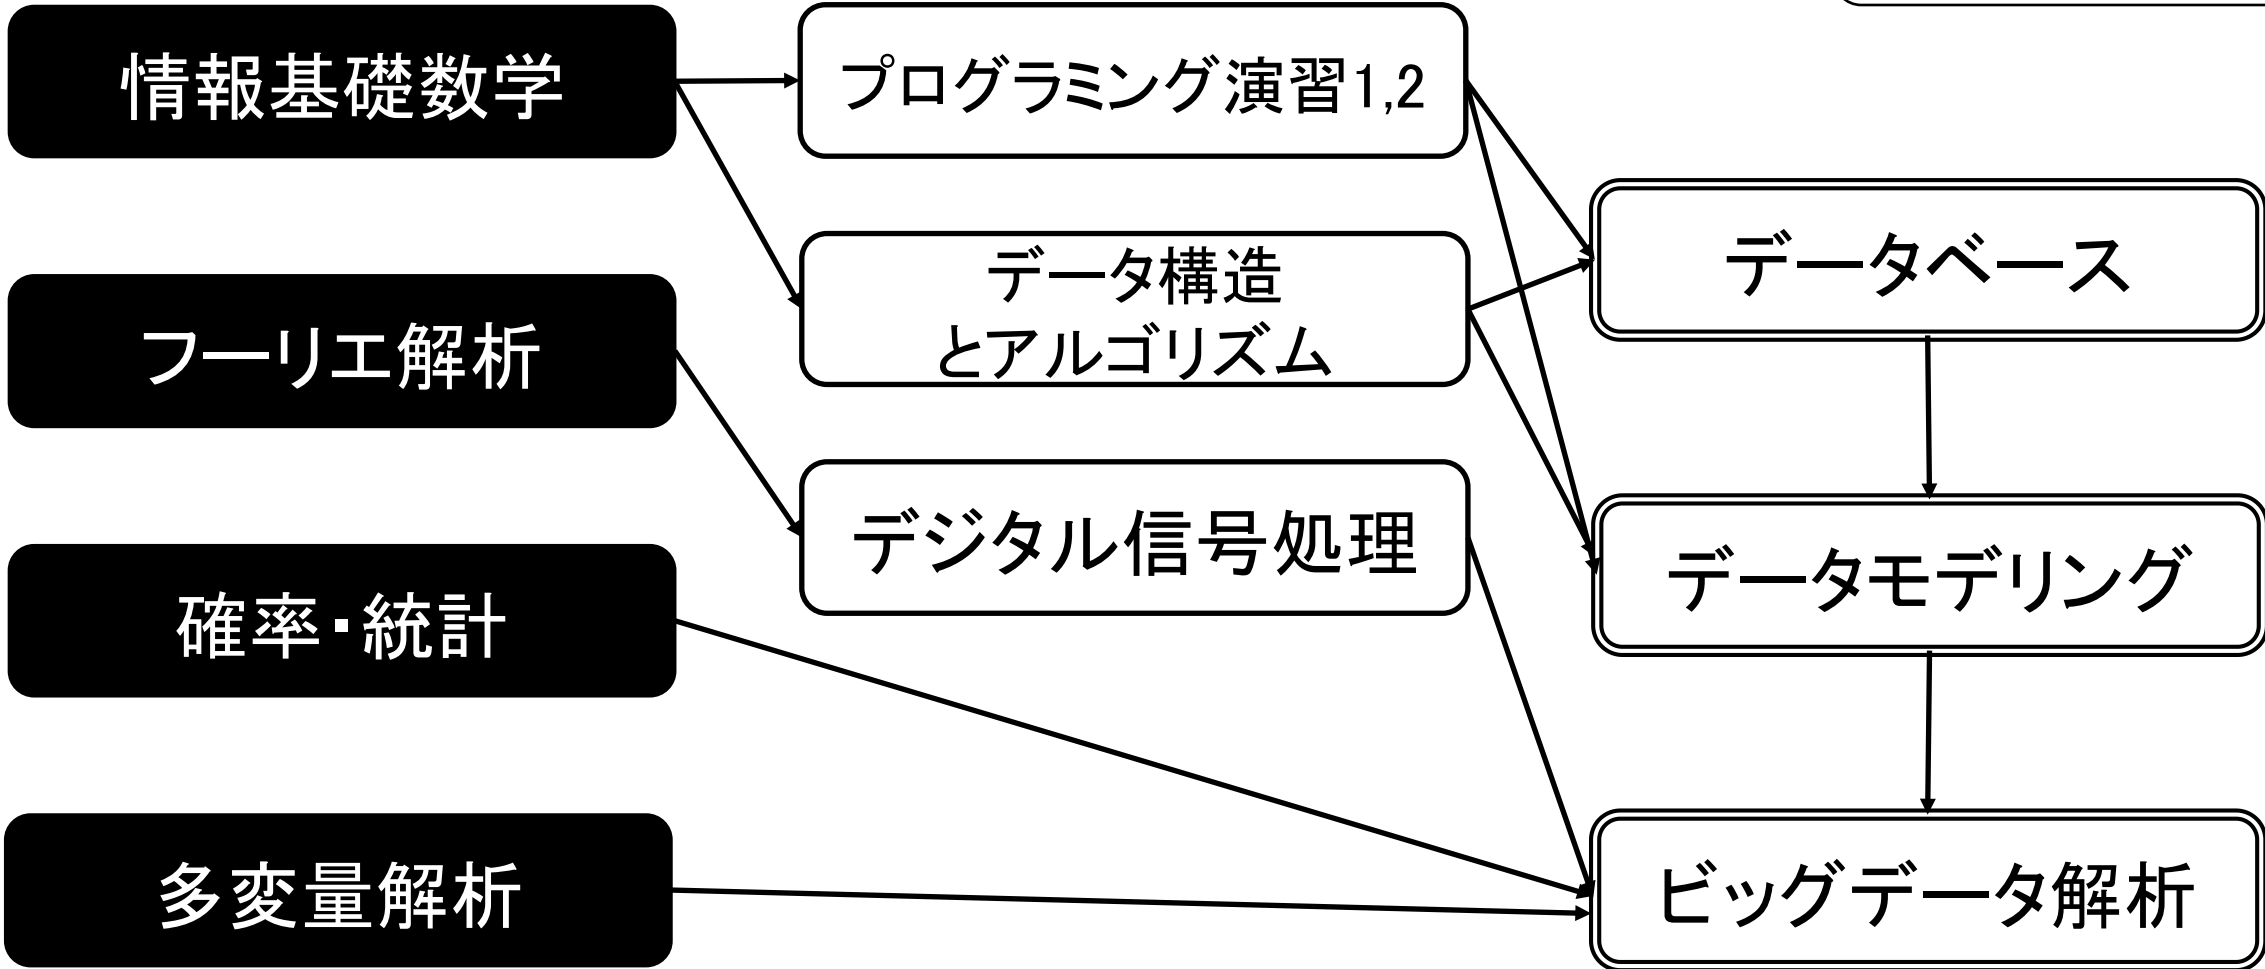 情報基礎数学
フーリエ解析
確率・統計
多変量解析
プログラミング演習1,2
データ構造
とアルゴリズム
デジタル信号処理
データベース
データモデリング
ビッグデータ解析